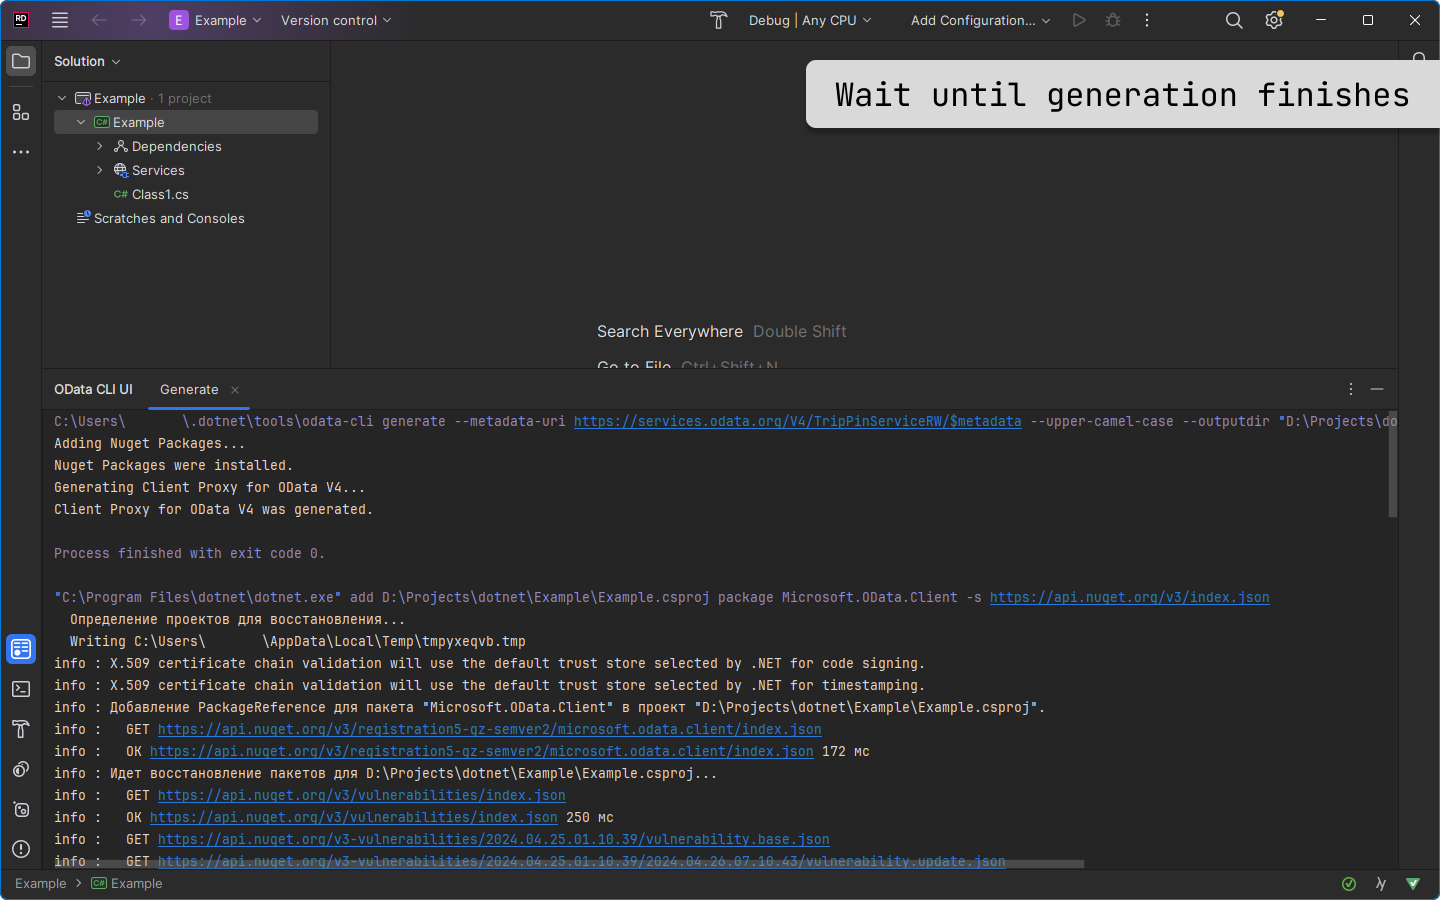 RD
E Example Version control Debug | Any CPU Add Configuration...
Solution
Wait until generation finishes
Example · 1 project
C# Example
Dependencies
Services
C# Class1.cs
Scratches and Consoles
Search Everywhere Double Shift
Go to File Ctrl+Shift+N
OData CLI UI Generate
C:\Users\ \.dotnet\tools\odata-cli generate --metadata-uri https://services.odata.org/V4/TripPinServiceRW/$metadata --upper-camel-case --outputdir "D:\Projects\do
Adding Nuget Packages...
Nuget Packages were installed.
Generating Client Proxy for OData V4...
Client Proxy for OData V4 was generated.
Process finished with exit code 0.
"C:\Program Files\dotnet\dotnet.exe" add D:\Projects\dotnet\Example\Example.csproj package Microsoft.OData.Client -s https://api.nuget.org/v3/index.json
Определение проектов для восстановления...
Writing C:\Users\ \AppData\Local\Temp\tmpyxeqvb.tmp
info : X.509 certificate chain validation will use the default trust store selected by .NET for code signing.
info : X.509 certificate chain validation will use the default trust store selected by .NET for timestamping.
info : Добавление PackageReference для пакета "Microsoft.OData.Client" в проект "D:\Projects\dotnet\Example\Example.csproj".
info : GET https://api.nuget.org/v3/registration5-gz-semver2/microsoft.odata.client/index.json
info : OK https://api.nuget.org/v3/registration5-gz-semver2/microsoft.odata.client/index.json 172 мс
info : Идет восстановление пакетов для D:\Projects\dotnet\Example\Example.csproj...
info : GET https://api.nuget.org/v3/vulnerabilities/index.json
info : OK https://api.nuget.org/v3/vulnerabilities/index.json 250 мс
info : GET https://api.nuget.org/v3-vulnerabilities/2024.04.25.01.10.39/vulnerability.base.json
info : GET https://api.nuget.org/v3-vulnerabilities/2024.04.25.01.10.39/2024.04.26.07.10.43/vulnerability.update.json
Example C# Example